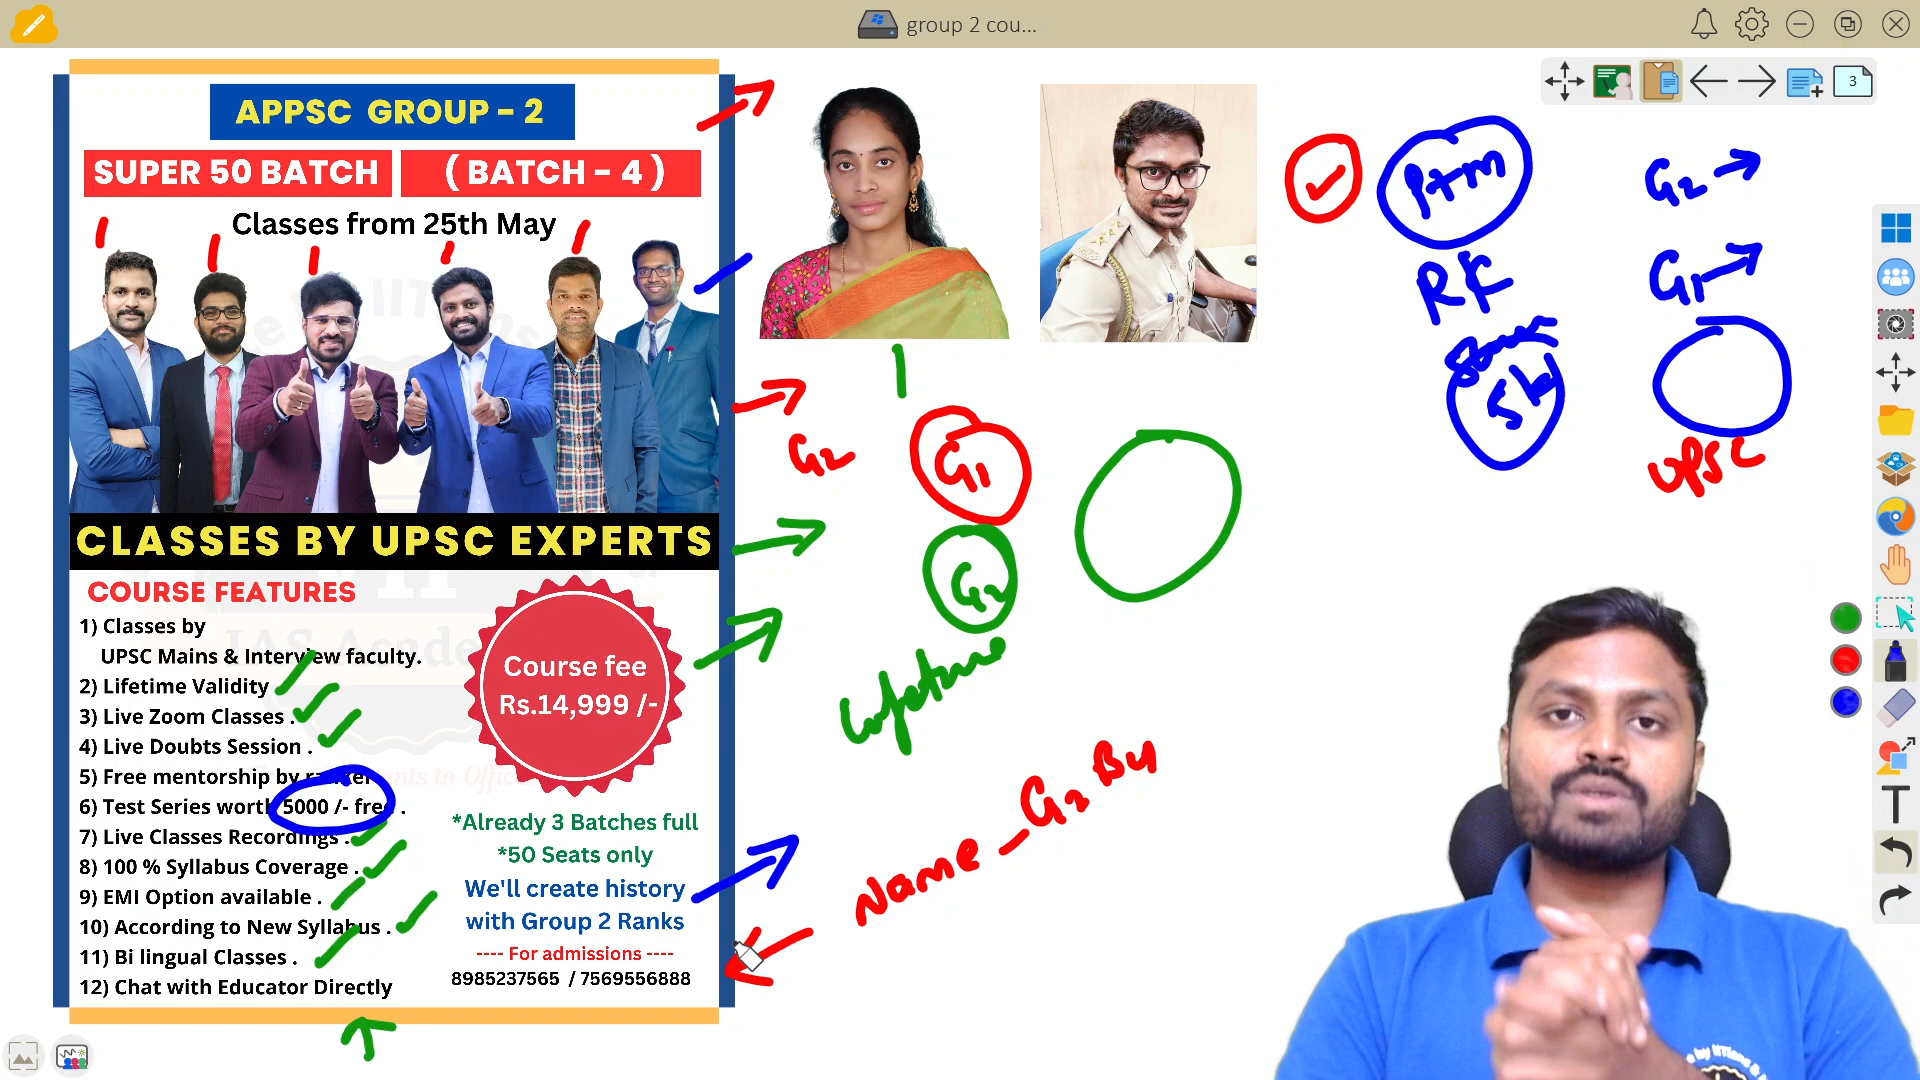 group 2 cou...
3
APPSC GROUP - 2
SUPER 50 BATCH
( BATCH - 4 )
Classes from 25th May
CLASSES BY UPSC EXPERTS
COURSE FEATURES
1) Classes by
UPSC Mains & Interview faculty.
2) Lifetime Validity
3) Live Zoom Classes .
4) Live Doubts Session .
5) Free mentorship by ranker
6) Test Series worth 5000 /- free .
7) Live Classes Recordings .
8) 100 % Syllabus Coverage .
9) EMI Option available .
10) According to New Syllabus .
11) Bi lingual Classes .
12) Chat with Educator Directly
Course fee
Rs.14,999 /-
*Already 3 Batches full
*50 Seats only
We'll create history
with Group 2 Ranks
---- For admissions ----
8985237565 / 7569556888
G2
G1
G2
Lifetime
Name_G2 B4
Ptm
RK
5k
G2
G1
UPSC
T